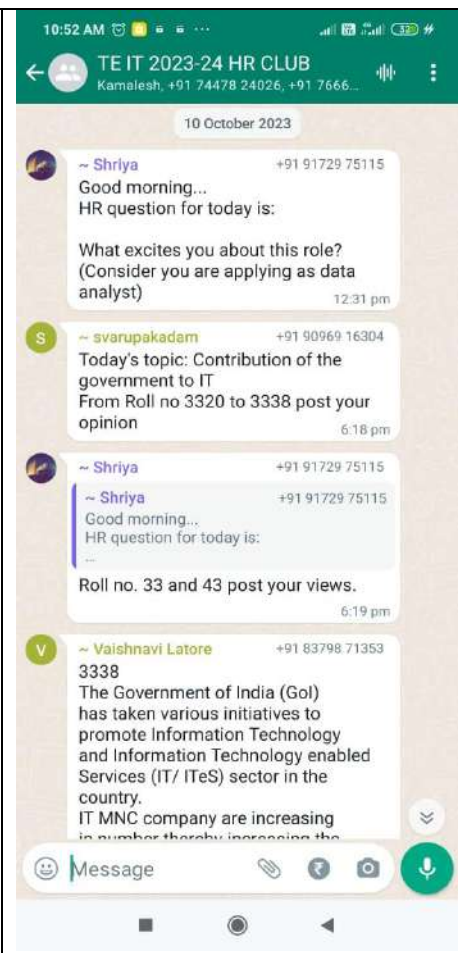 10:52 AM
32
TE IT 2023-24 HR CLUB
Kamalesh, +91 74478 24026, +91 7666...
10 October 2023
~ Shriya +91 91729 75115
Good morning...
HR question for today is:
What excites you about this role?
(Consider you are applying as data
analyst)
12:31 pm
S
~ svarupakadam +91 90969 16304
Today's topic: Contribution of the
government to IT
From Roll no 3320 to 3338 post your
opinion
6:18 pm
~ Shriya +91 91729 75115
~ Shriya +91 91729 75115
Good morning...
HR question for today is:
...
Roll no. 33 and 43 post your views.
6:19 pm
V
~ Vaishnavi Latore +91 83798 71353
3338
The Government of India (GoI)
has taken various initiatives to
promote Information Technology
and Information Technology enabled
Services (IT/ ITeS) sector in the
country.
IT MNC company are increasing
in number thereby increasing the
Message